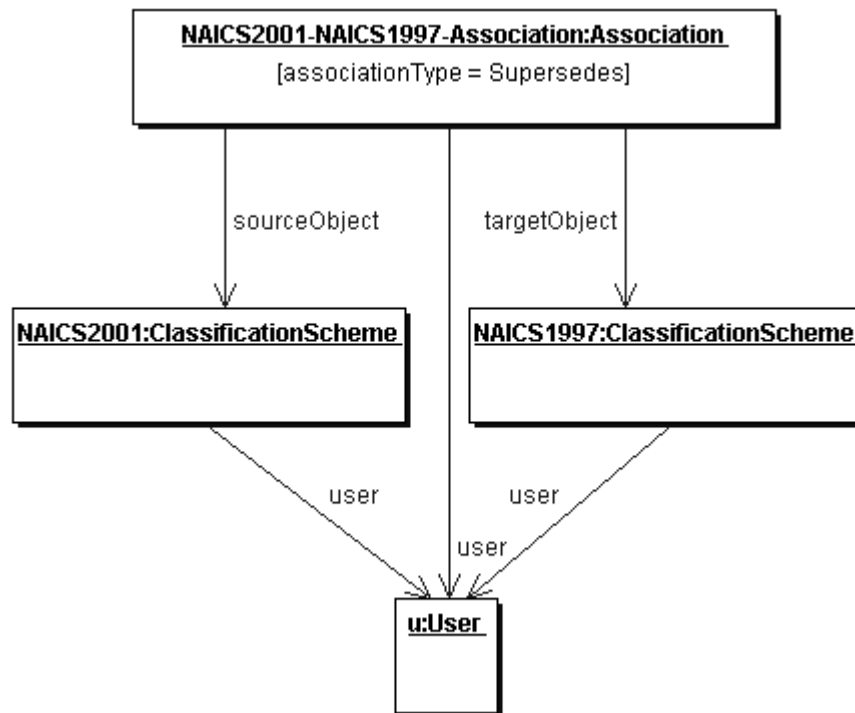 NAICS2001-NAICS1997-Association:Association
[associationType = Supersedes]
sourceObject
targetObject
NAICS2001:ClassificationScheme
NAICS1997:ClassificationScheme
user
user
user
u:User